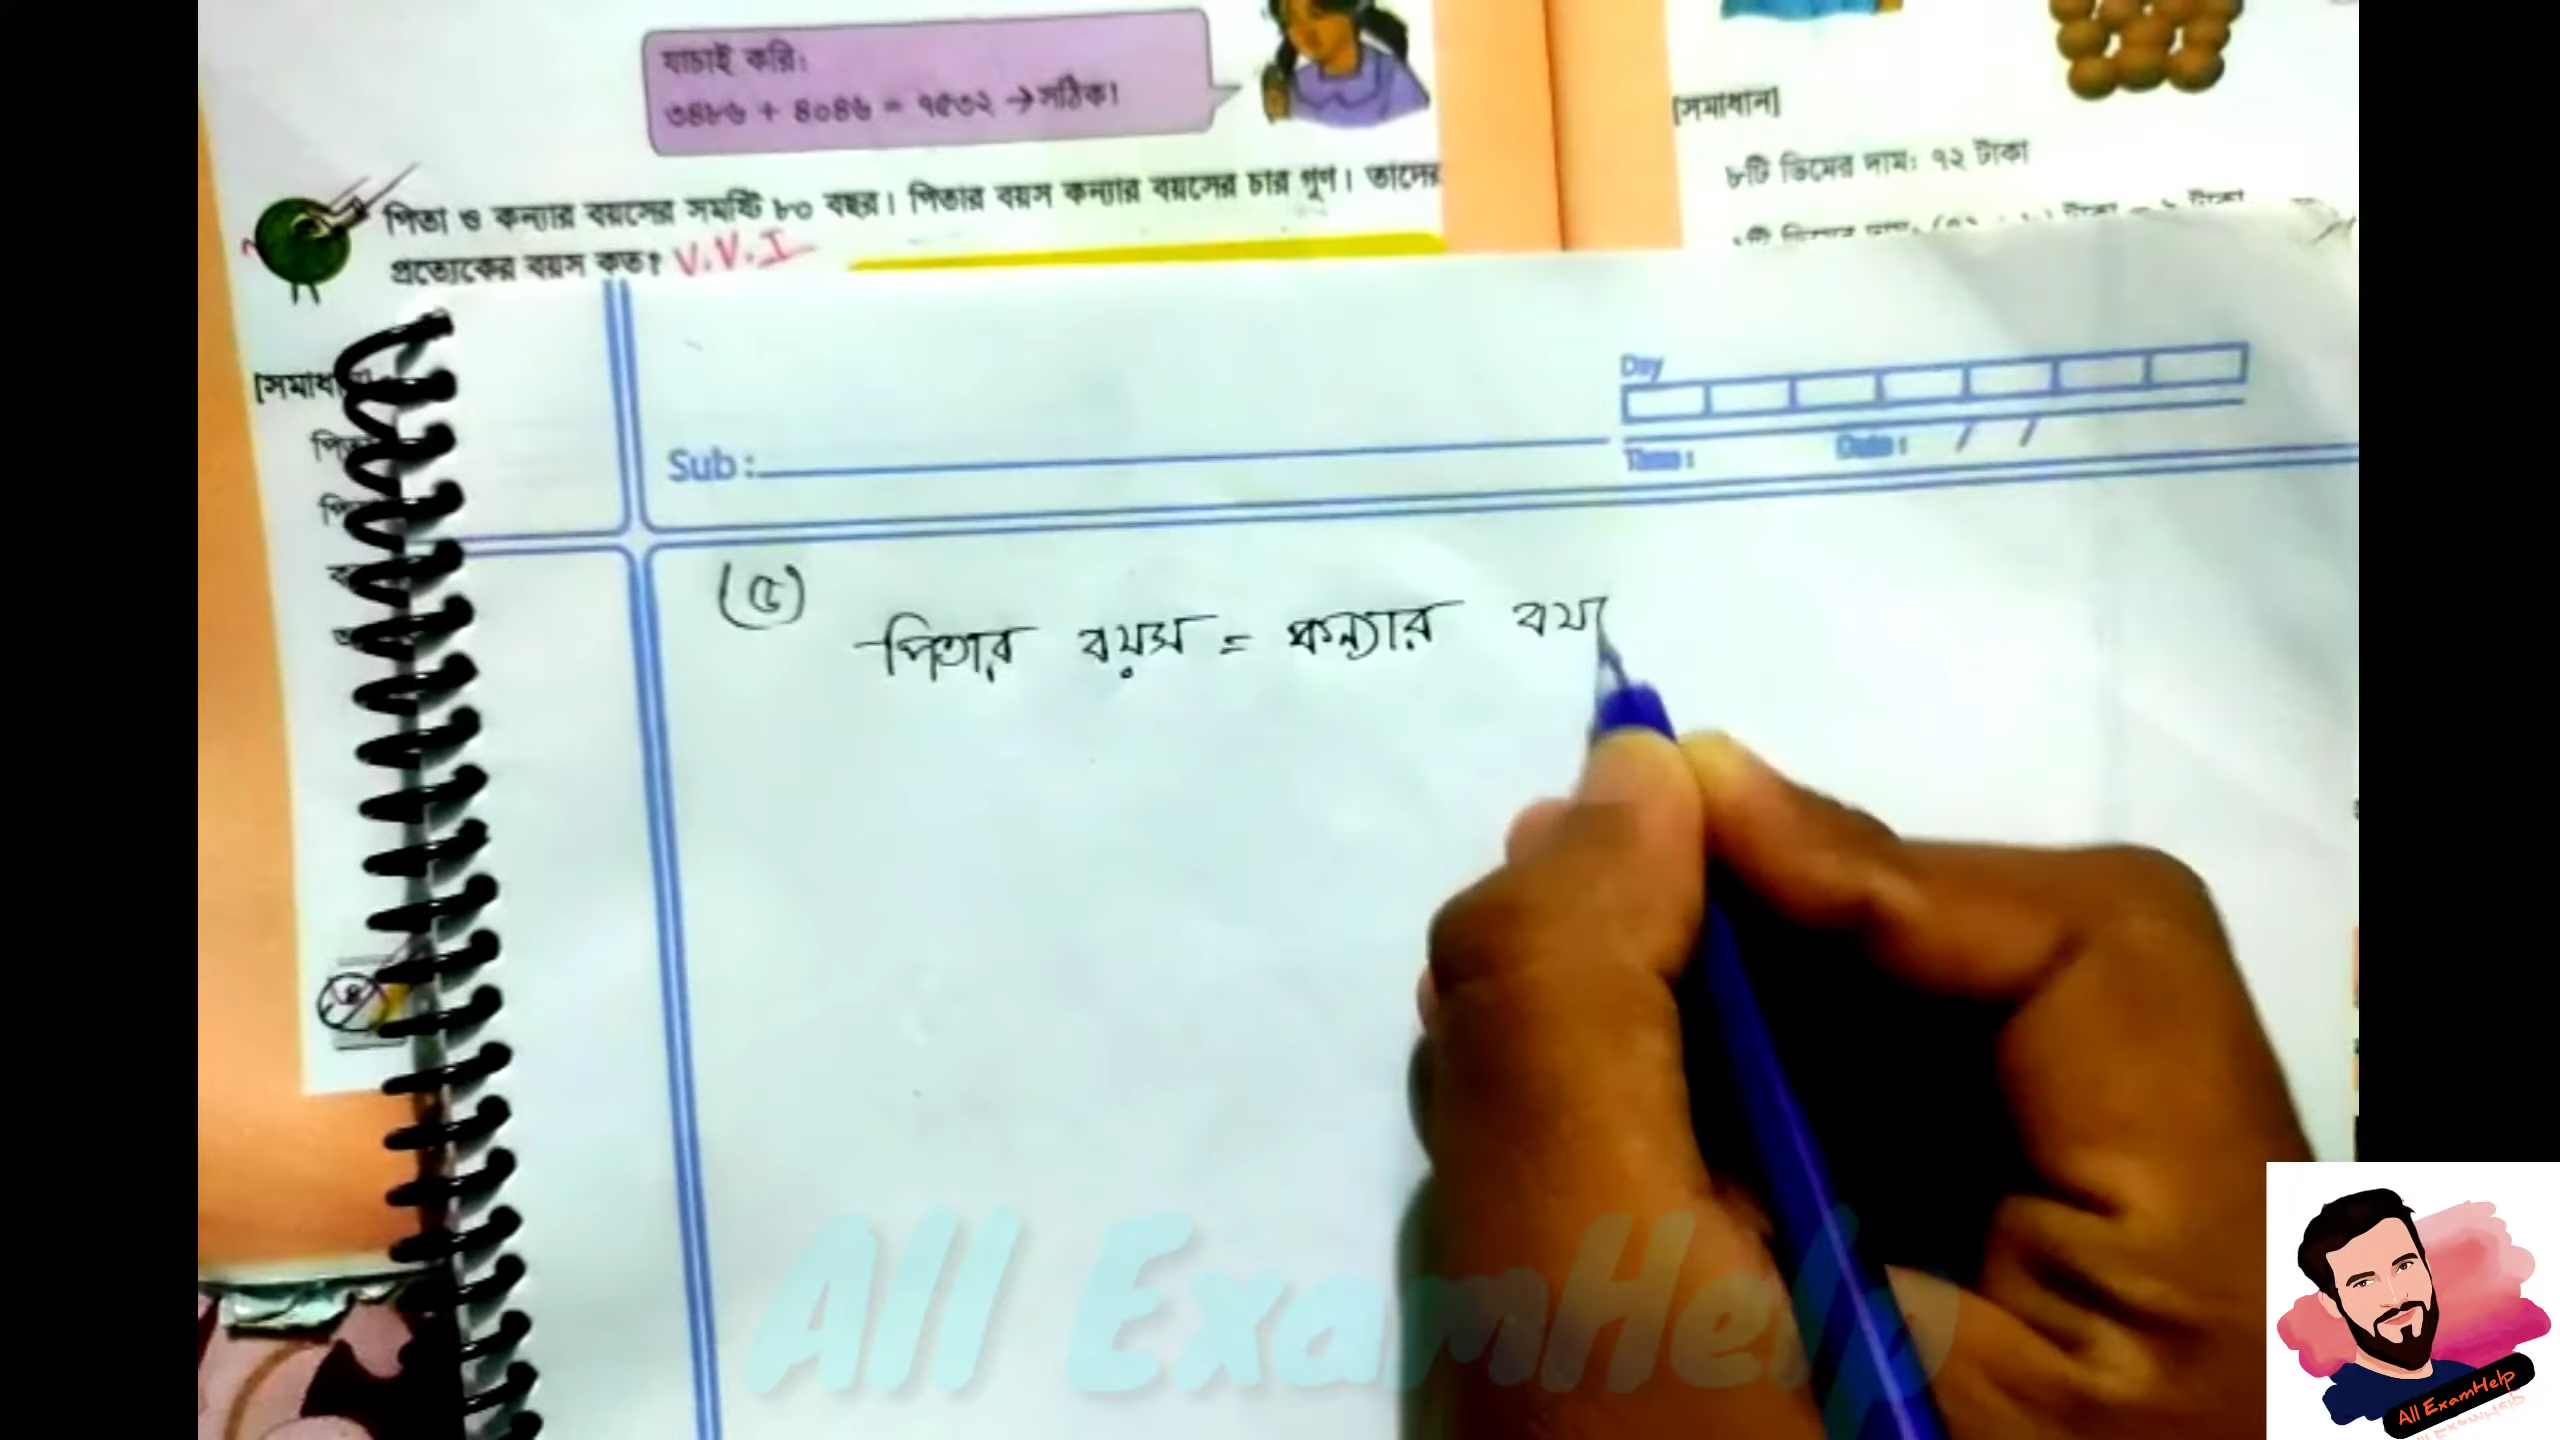 যাচাই করি:
৩৪৮৬ + ৪০৪৬ = ৭৫৩২ →সঠিক।
পিতা ও কন্যার বয়সের সমষ্টি ৮০ বছর। পিতার বয়স কন্যার বয়সের চার গুণ। তাদের
প্রত্যেকের বয়স কত? V.V.I
[সমাধান]
৮টি ডিমের দাম: ৭২ টাকা
Day
Sub:
Time: Date: / /
(৫)
পিতার বয়স = কন্যার বয়
All ExamHelp
All ExamHelp